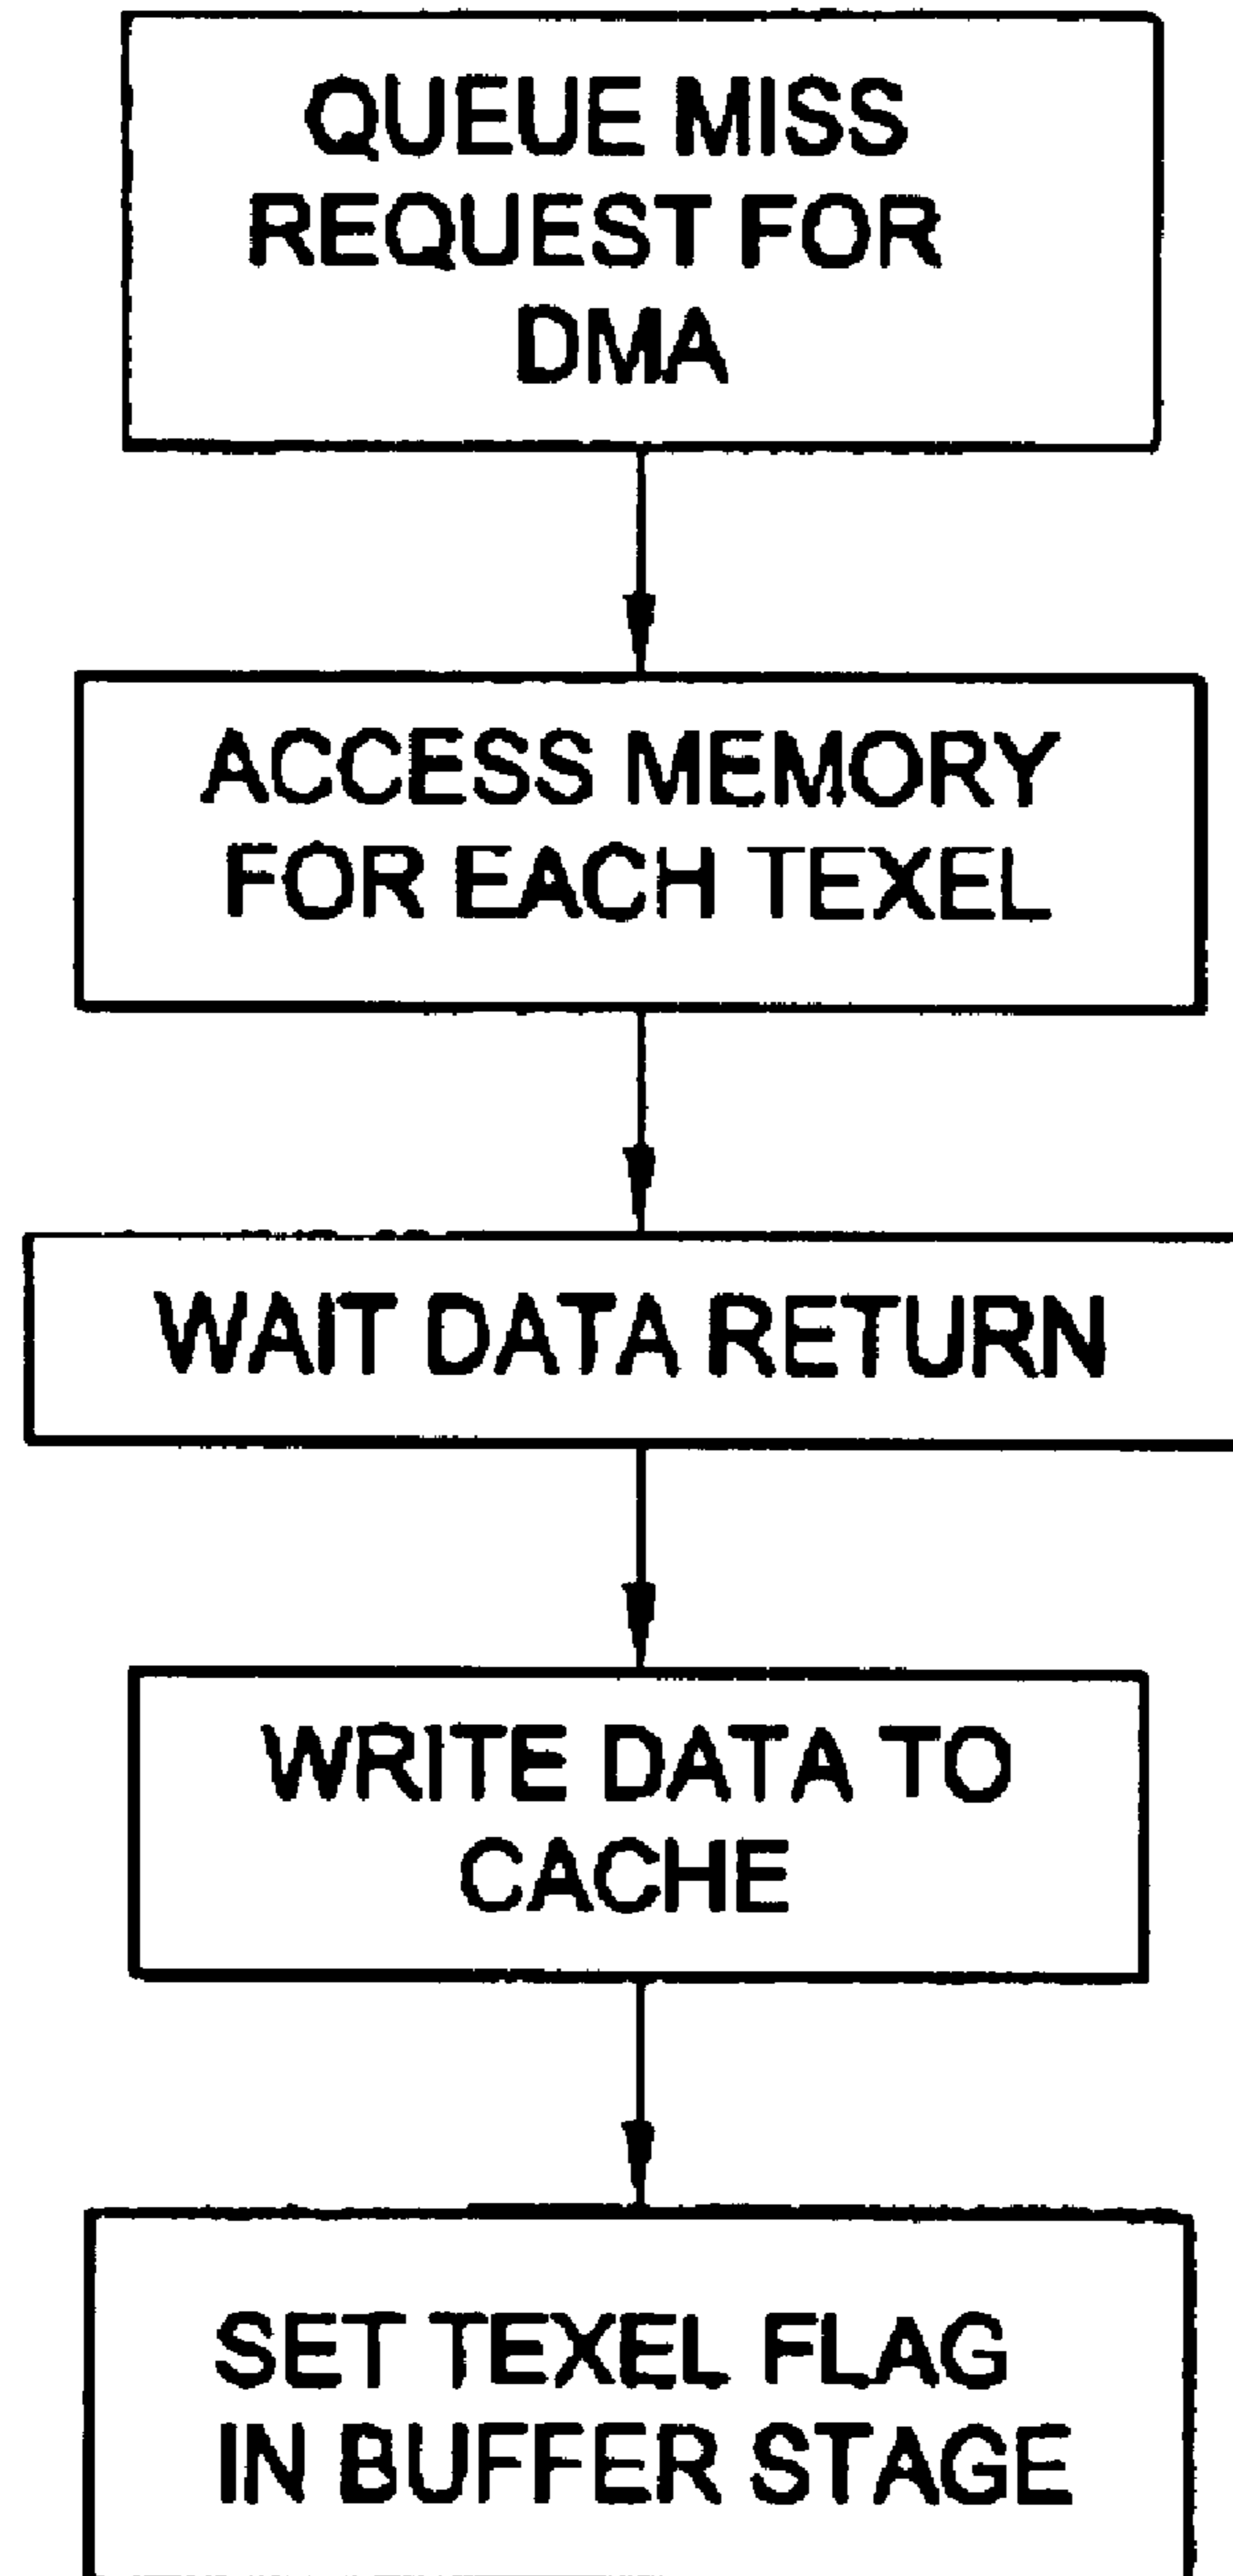 QUEUE MISS
REQUEST FOR
DMA
ACCESS MEMORY
FOR EACH TEXEL
WAIT DATA RETURN
WRITE DATA TO
CACHE
SET TEXEL FLAG
IN BUFFER STAGE